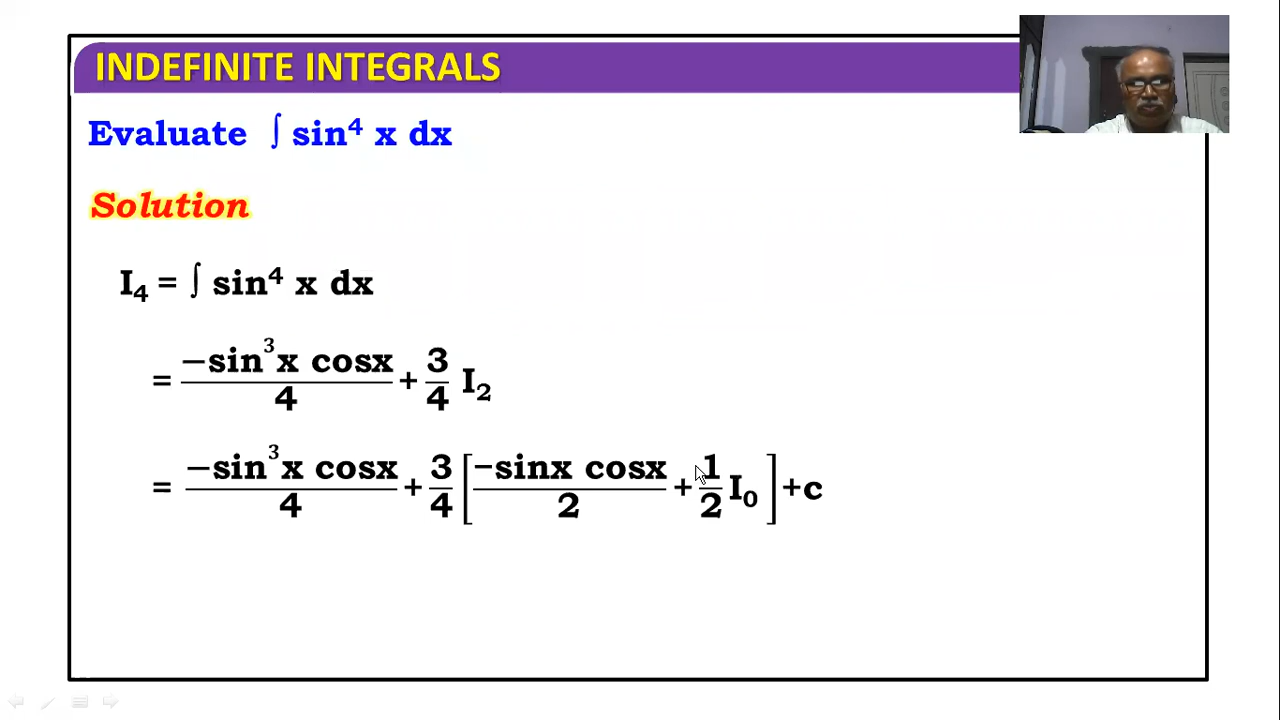 INDEFINITE INTEGRALS
Evaluate ∫ sin⁴ x dx
Solution
I₄ = ∫ sin⁴ x dx
= −sin³x cosx/4 + 3/4 I₂
= −sin³x cosx/4 + 3/4 [−sinx cosx/2 + 1/2 I₀] +c